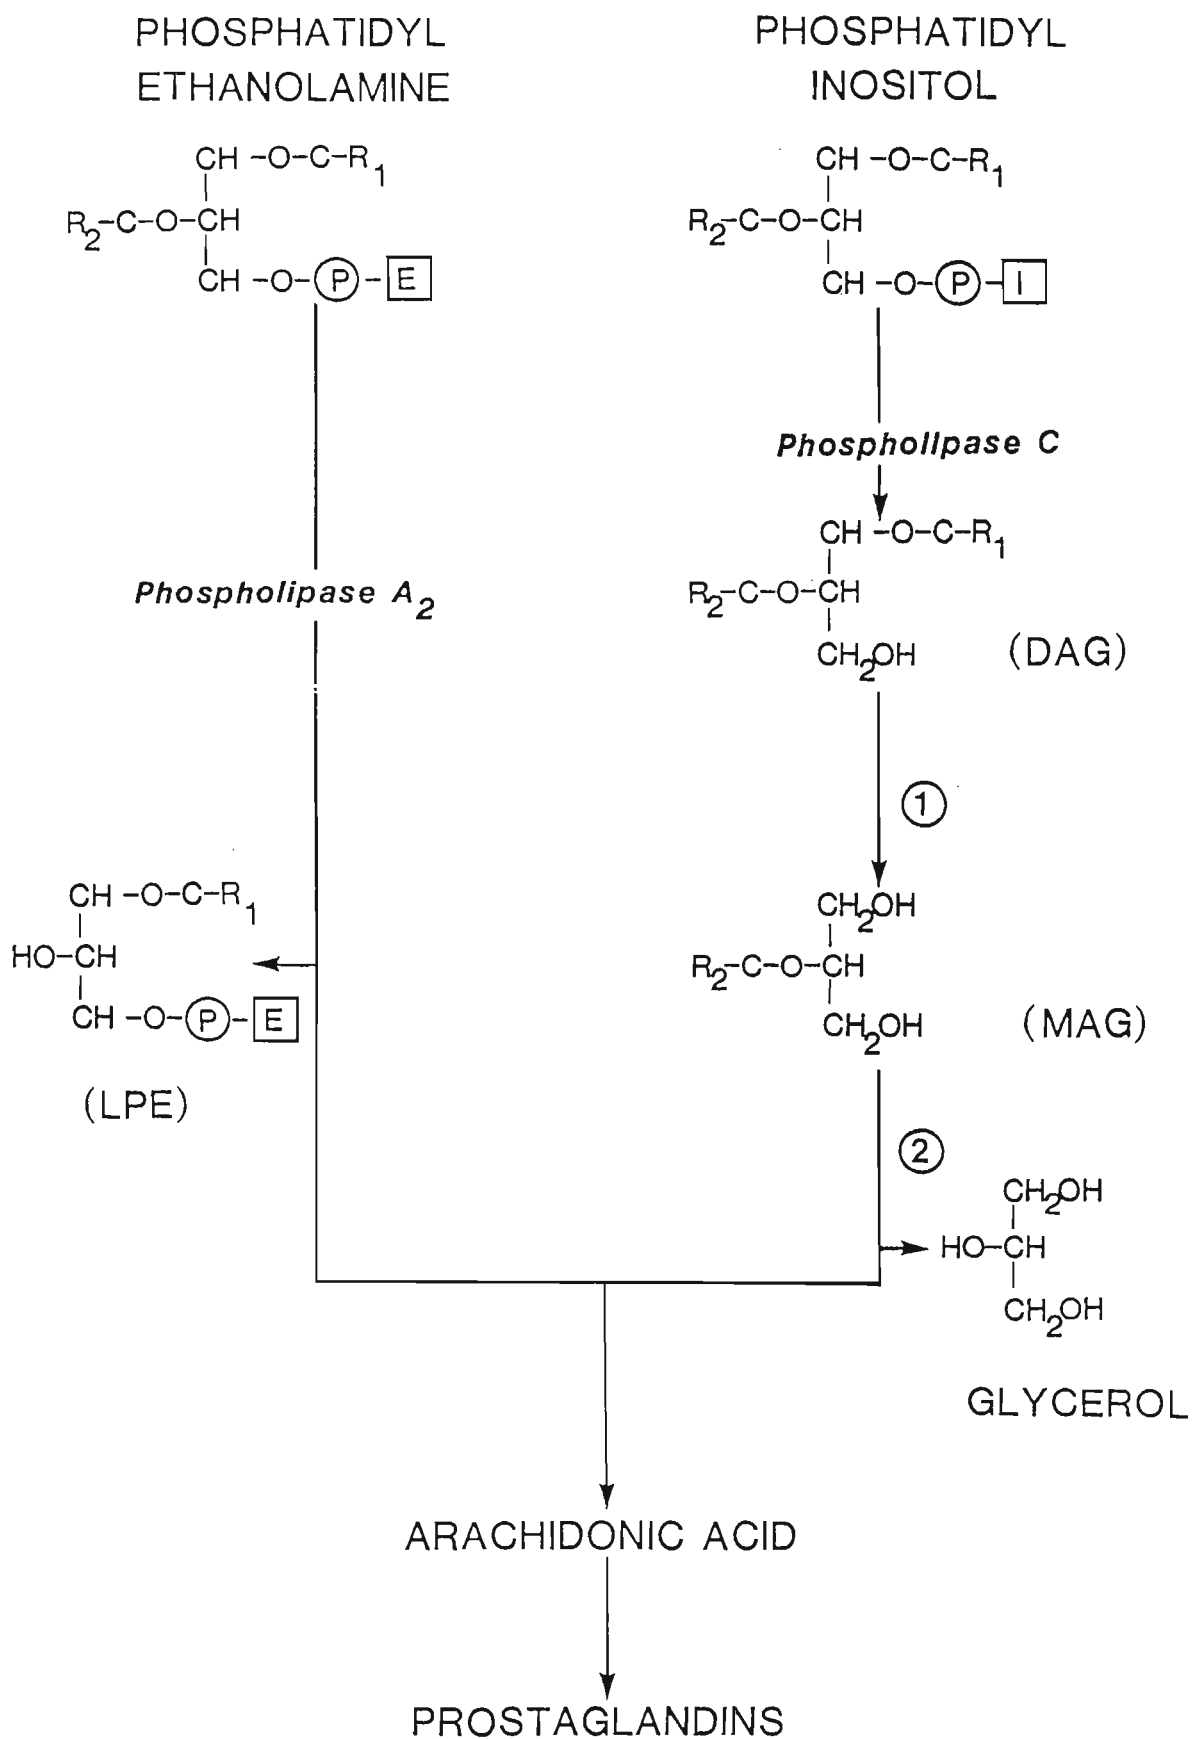 PHOSPHATIDYL
ETHANOLAMINE
CH-O-C-R1
R2-C-O-CH
CH-O-P-E
PHOSPHATIDYL
INOSITOL
CH-O-C-R1
R2-C-O-CH
CH-O-P-I
Phospholipase C
CH-O-C-R1
R2-C-O-CH
CH2OH
(DAG)
Phospholipase A2
1
CH2OH
R2-C-O-CH
CH2OH
(MAG)
CH-O-C-R1
HO-CH
CH-O-P-E
(LPE)
2
CH2OH
HO-CH
CH2OH
GLYCEROL
ARACHIDONIC ACID
PROSTAGLANDINS